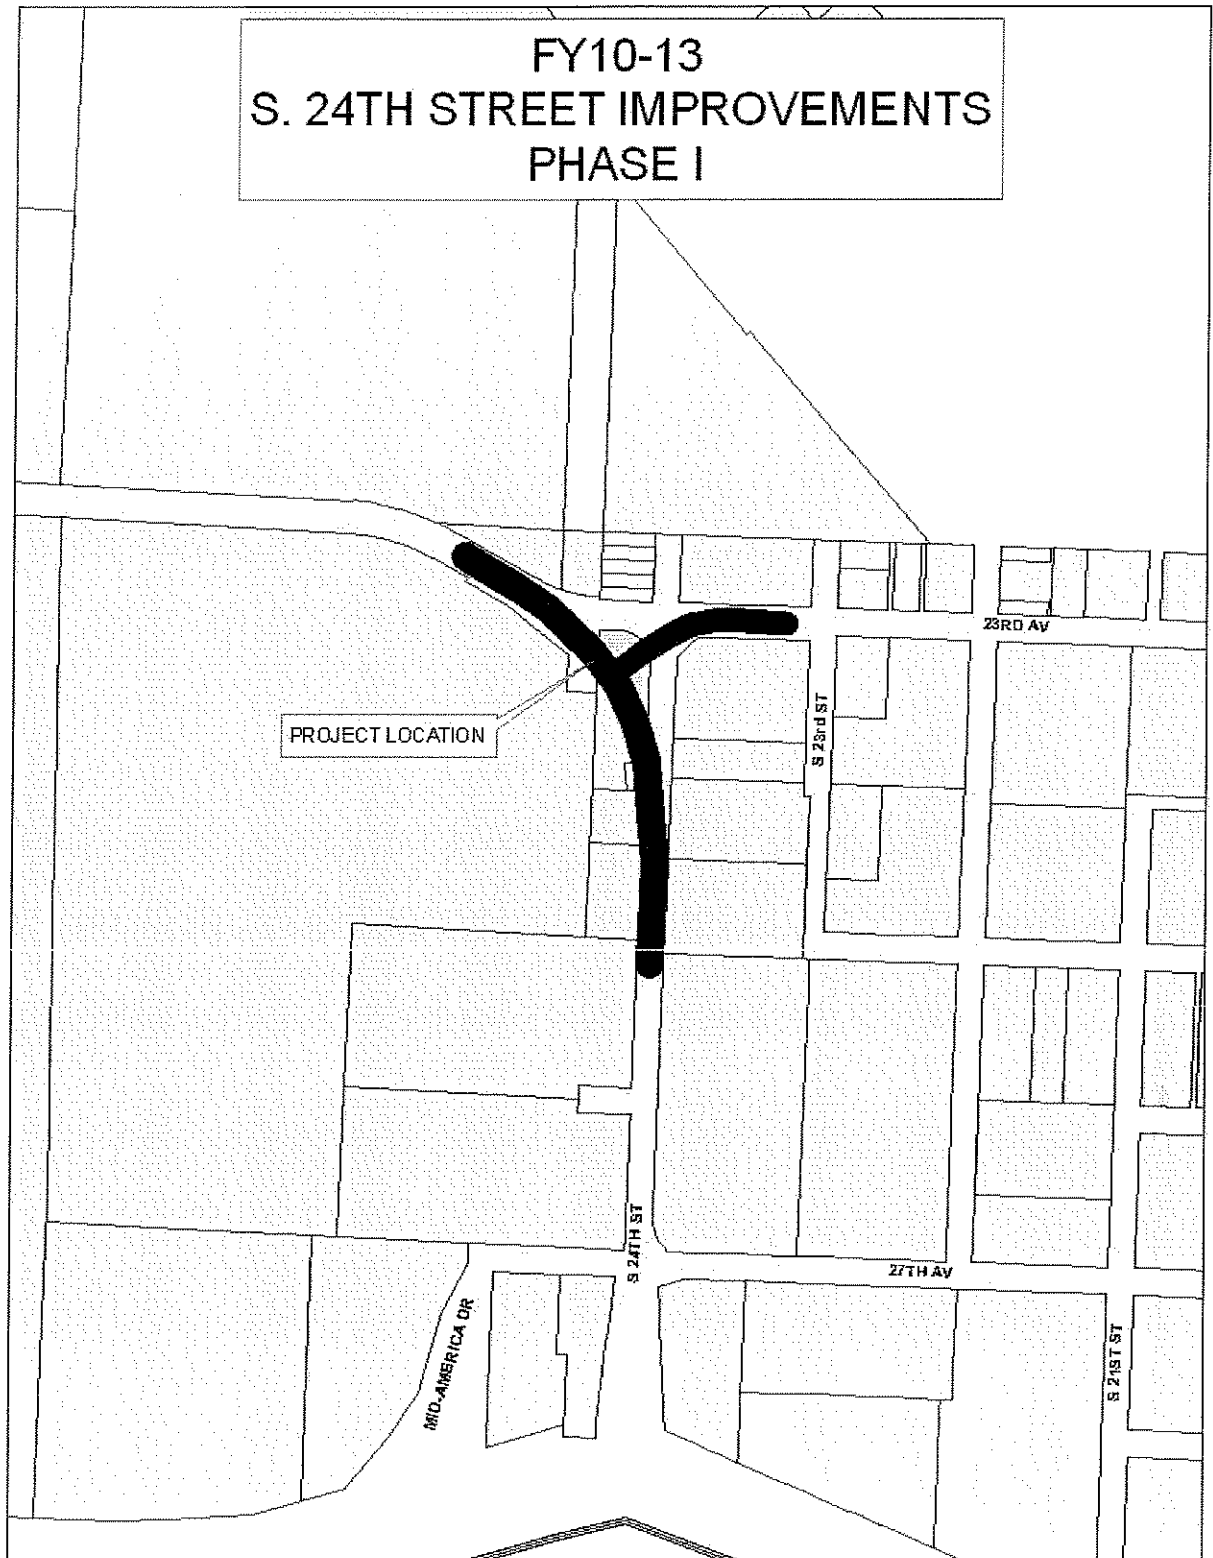 FY10-13
S. 24TH STREET IMPROVEMENTS
PHASE I
23RD AV
S 23rd ST
PROJECT LOCATION
S 24TH ST
27TH AV
MID-AMERICA DR
S 21ST ST